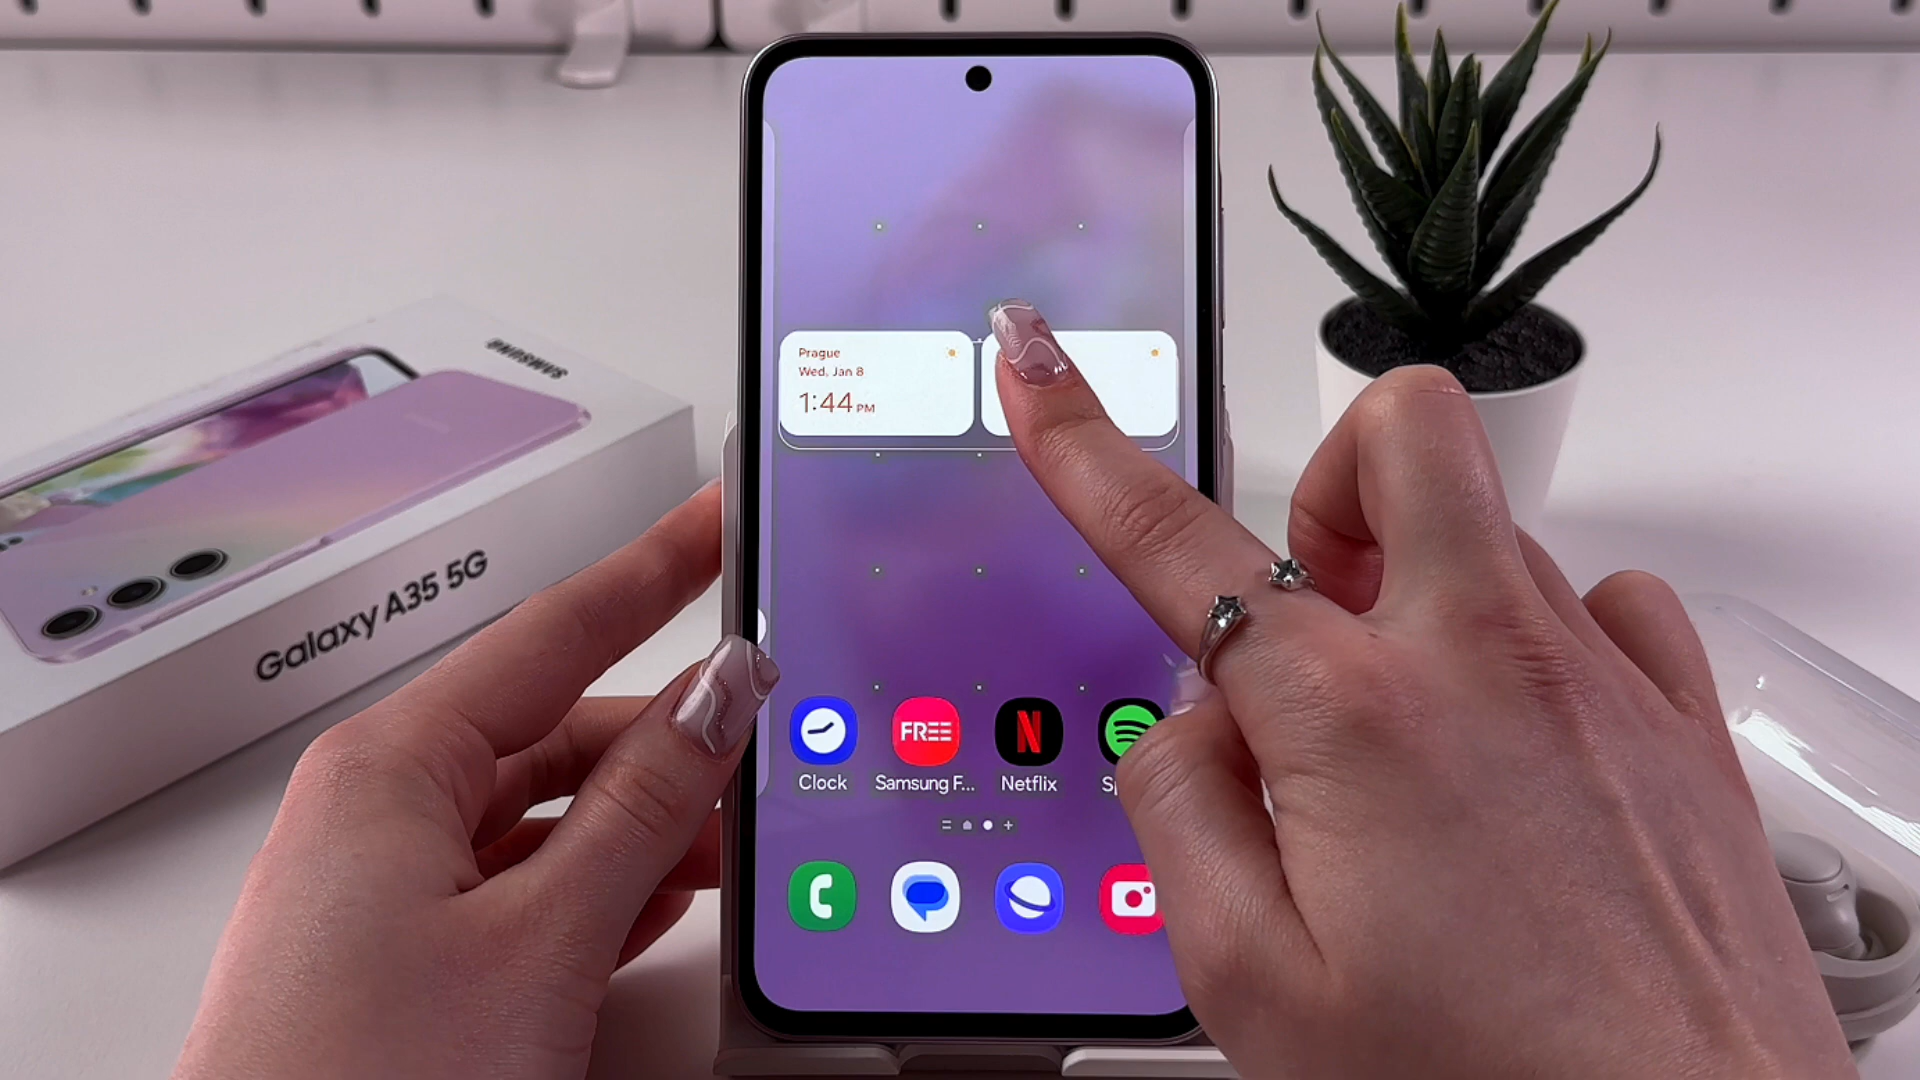 SAMSUNG
Galaxy A35 5G
Prague
Wed, Jan 8
1:44 PM
FREE
N
Clock
Samsung F...
Netflix